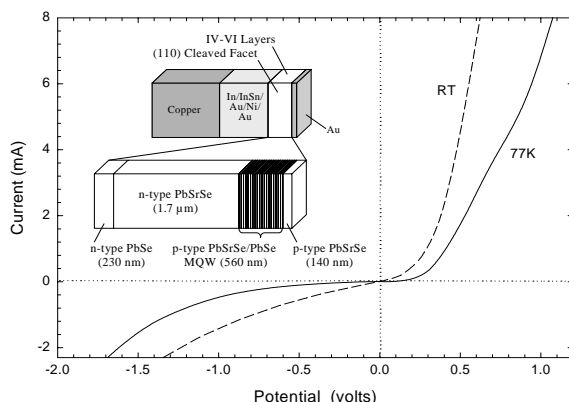 Current (mA)
8
6
4
2
0
-2
-2.0
-1.5
-1.0
-0.5
0.0
0.5
1.0
Potential (volts)
IV-VI Layers
(110) Cleaved Facet
Copper
In/InSn/
Au/Ni/
Au
Au
n-type PbSrSe
(1.7 µm)
n-type PbSe
(230 nm)
p-type PbSrSe/PbSe
MQW (560 nm)
p-type PbSrSe
(140 nm)
RT
77K